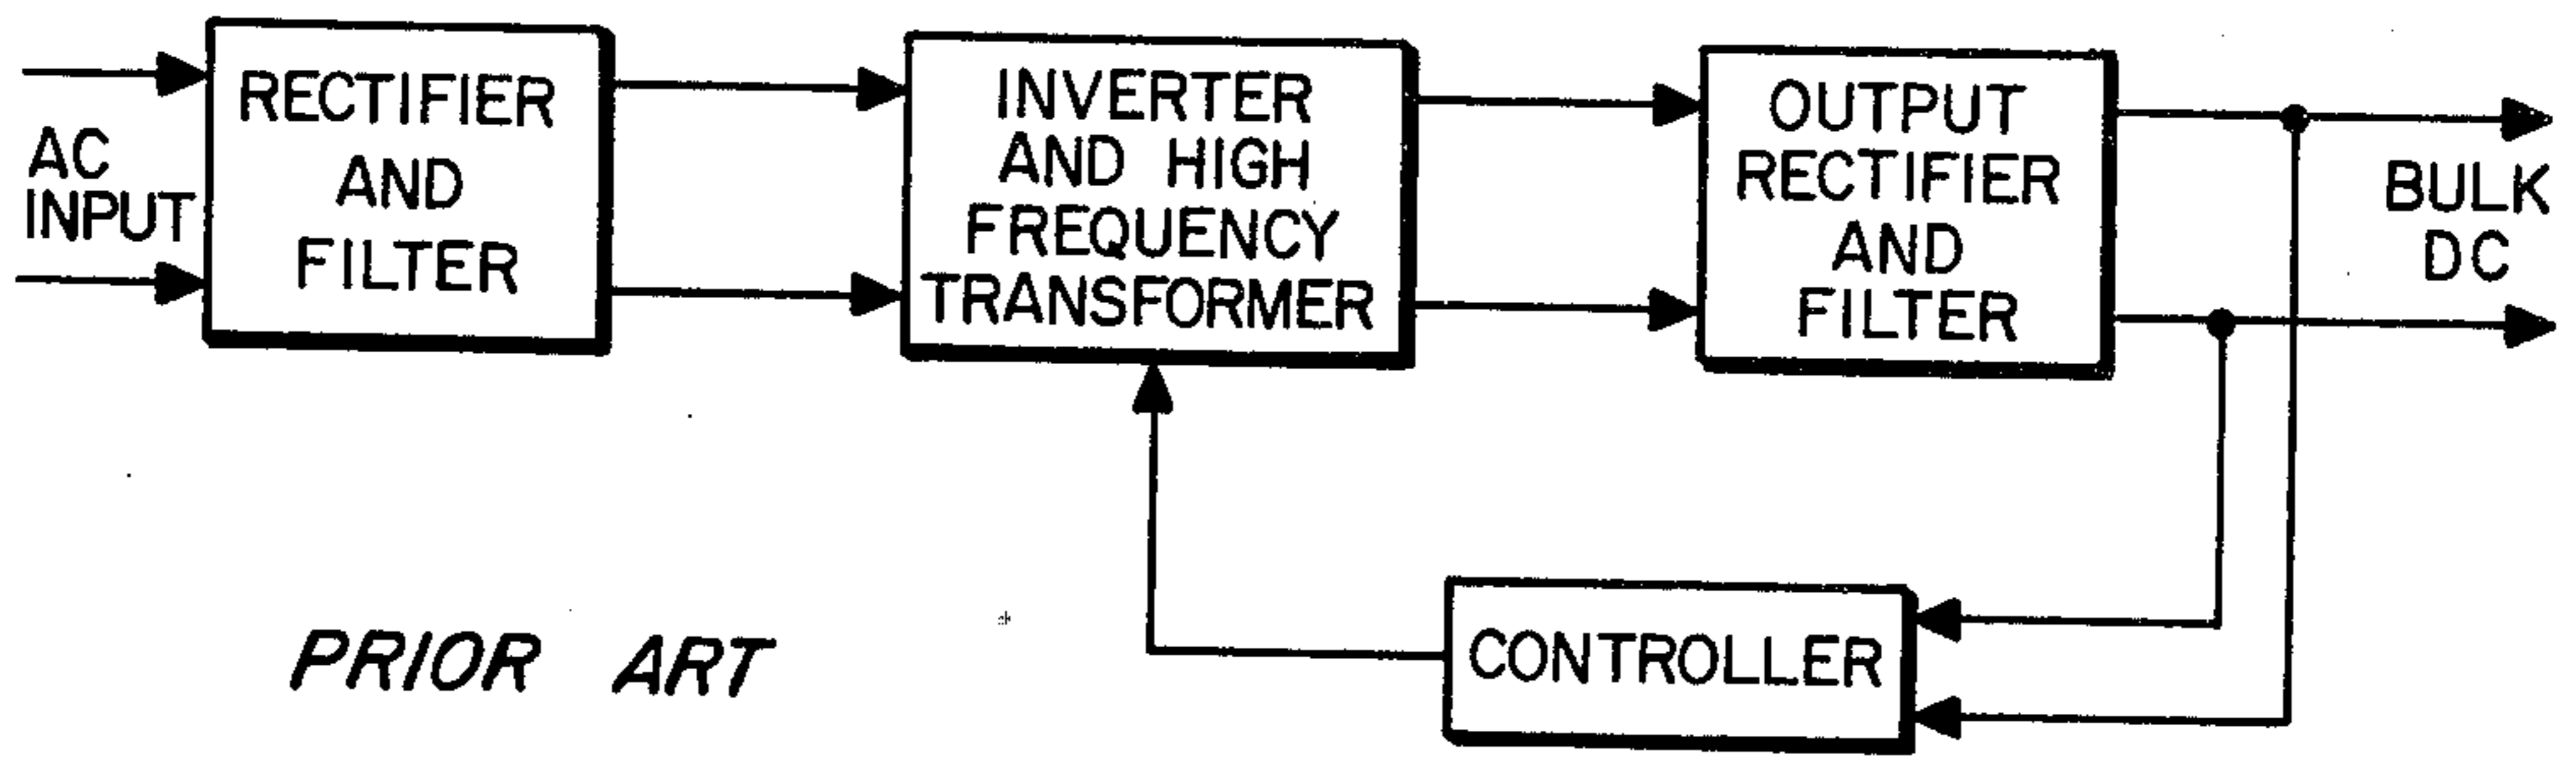 AC
INPUT
RECTIFIER
AND
FILTER
INVERTER
AND HIGH
FREQUENCY
TRANSFORMER
OUTPUT
RECTIFIER
AND
FILTER
BULK
DC
CONTROLLER
PRIOR ART